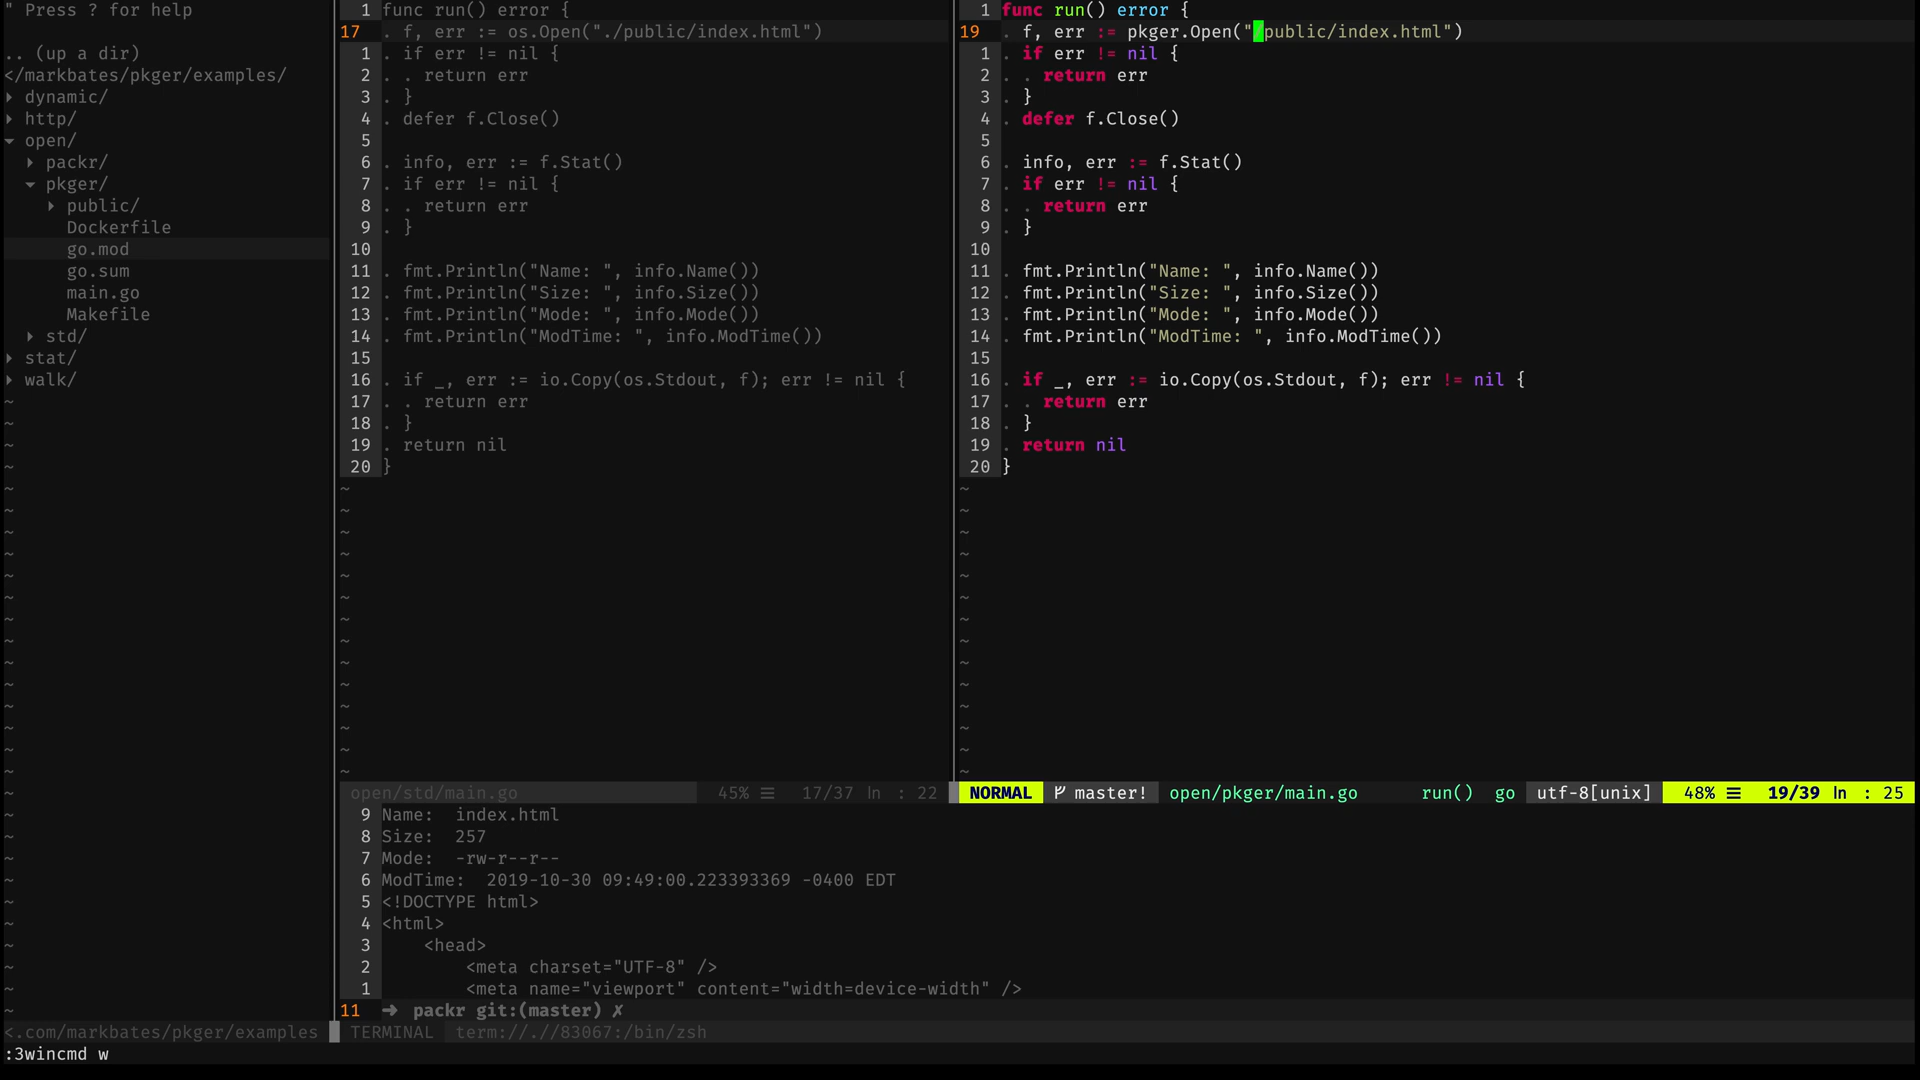 " Press ? for help
.. (up a dir)
</markbates/pkger/examples/
▸ dynamic/
▸ http/
▾ open/
▸ packr/
▾ pkger/
▸ public/
Dockerfile
go.mod
go.sum
main.go
Makefile
▸ std/
▸ stat/
▸ walk/
<.com/markbates/pkger/examples
1 func run() error {
17 . f, err := os.Open("./public/index.html")
1 . if err != nil {
2 . . return err
3 . }
4 . defer f.Close()
5
6 . info, err := f.Stat()
7 . if err != nil {
8 . . return err
9 . }
10
11 . fmt.Println("Name: ", info.Name())
12 . fmt.Println("Size: ", info.Size())
13 . fmt.Println("Mode: ", info.Mode())
14 . fmt.Println("ModTime: ", info.ModTime())
15
16 . if _, err := io.Copy(os.Stdout, f); err != nil {
17 . . return err
18 . }
19 . return nil
20 }
open/std/main.go 45% ☰ 17/37 ln : 22
1 func run() error {
19 . f, err := pkger.Open("/public/index.html")
1 . if err != nil {
2 . . return err
3 . }
4 . defer f.Close()
5
6 . info, err := f.Stat()
7 . if err != nil {
8 . . return err
9 . }
10
11 . fmt.Println("Name: ", info.Name())
12 . fmt.Println("Size: ", info.Size())
13 . fmt.Println("Mode: ", info.Mode())
14 . fmt.Println("ModTime: ", info.ModTime())
15
16 . if _, err := io.Copy(os.Stdout, f); err != nil {
17 . . return err
18 . }
19 . return nil
20 }
NORMAL master! open/pkger/main.go run() go utf-8[unix] 48% ☰ 19/39 ln : 25
9 Name: index.html
8 Size: 257
7 Mode: -rw-r--r--
6 ModTime: 2019-10-30 09:49:00.223393369 -0400 EDT
5 <!DOCTYPE html>
4 <html>
3 <head>
2 <meta charset="UTF-8" />
1 <meta name="viewport" content="width=device-width" />
11 ➜ packr git:(master) ✗
TERMINAL term://.//83067:/bin/zsh
:3wincmd w